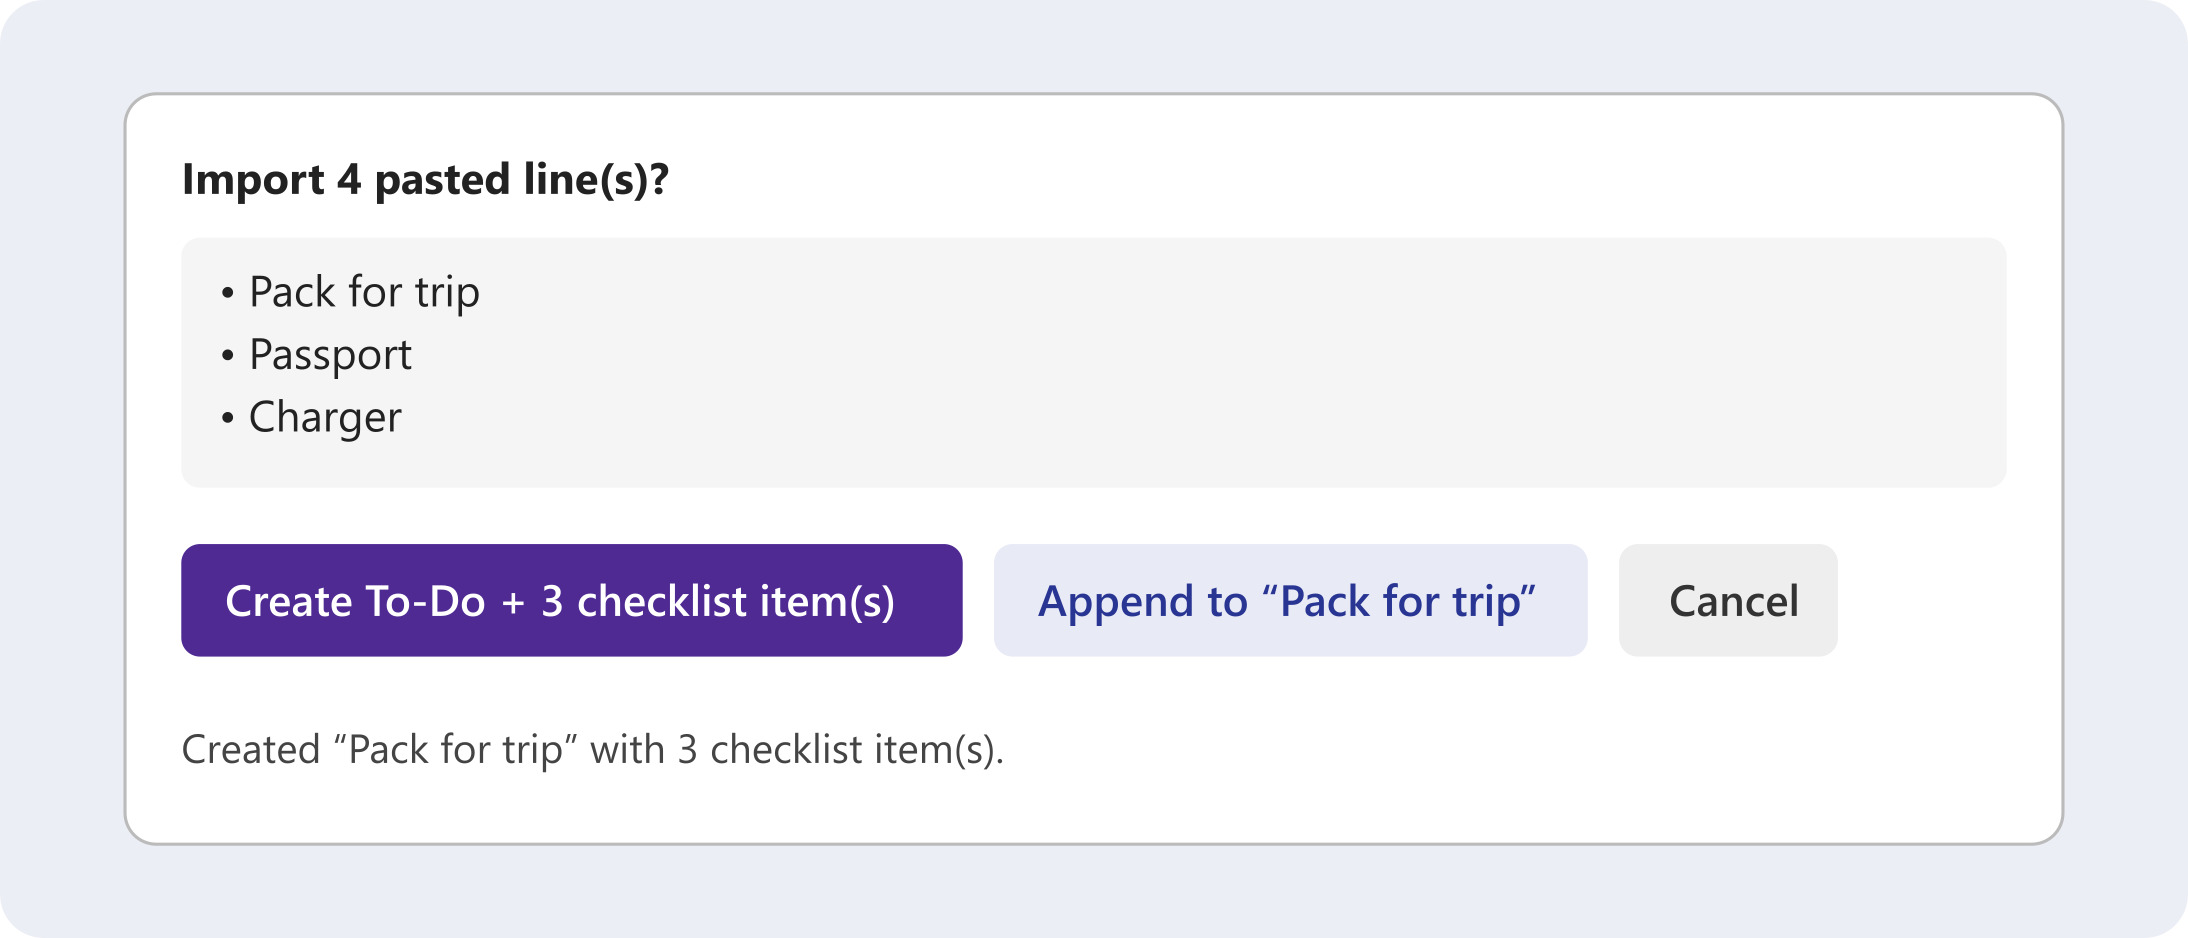 Import 4 pasted line(s)?
• Pack for trip
• Passport
• Charger
Create To-Do + 3 checklist item(s)
Append to “Pack for trip”
Cancel
Created “Pack for trip” with 3 checklist item(s).